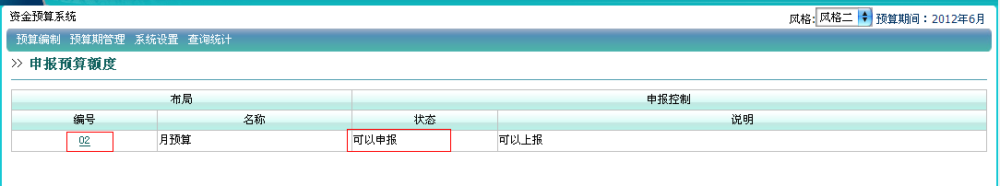 资金预算系统
风格: 风格二 预算期间：2012年6月
预算编制 预算期管理 系统设置 查询统计
>> 申报预算额度
布局 申报控制
编号 名称 状态 说明
02 月预算 可以申报 可以上报